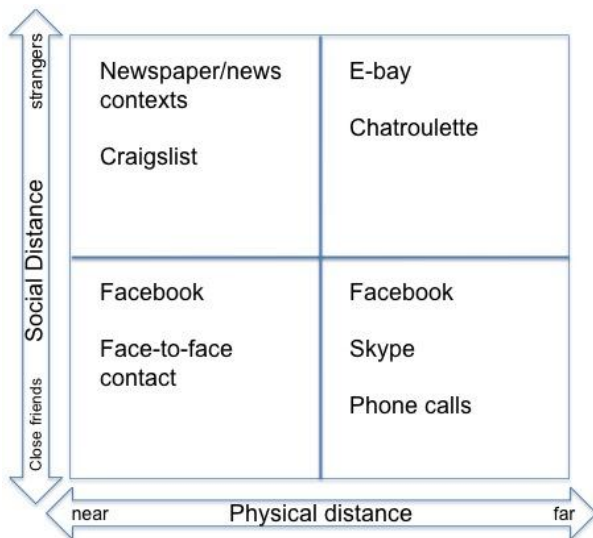 strangers
Social Distance
Close friends
Newspaper/news
contexts
Craigslist
E-bay
Chatroulette
Facebook
Face-to-face
contact
Facebook
Skype
Phone calls
near
Physical distance
far